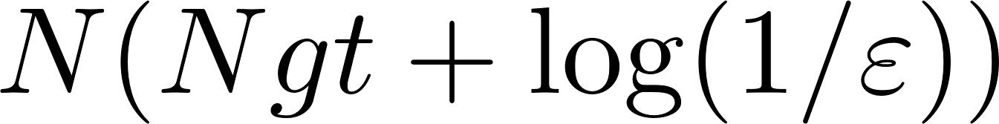 N(Ngt + log(1/ε))